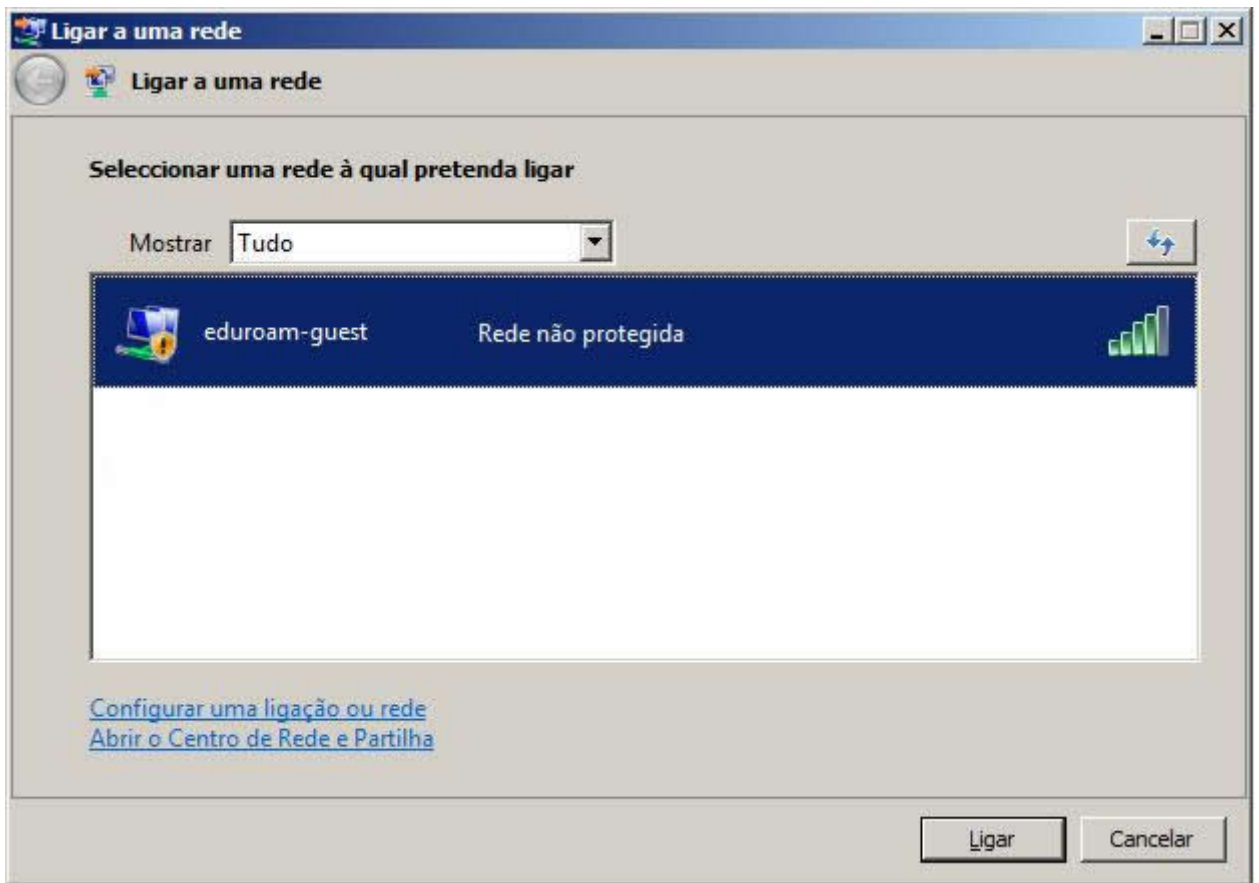 Ligar a uma rede
Ligar a uma rede
Seleccionar uma rede à qual pretenda ligar
Mostrar Tudo
eduroam-guest Rede não protegida
Configurar uma ligação ou rede
Abrir o Centro de Rede e Partilha
Ligar Cancelar